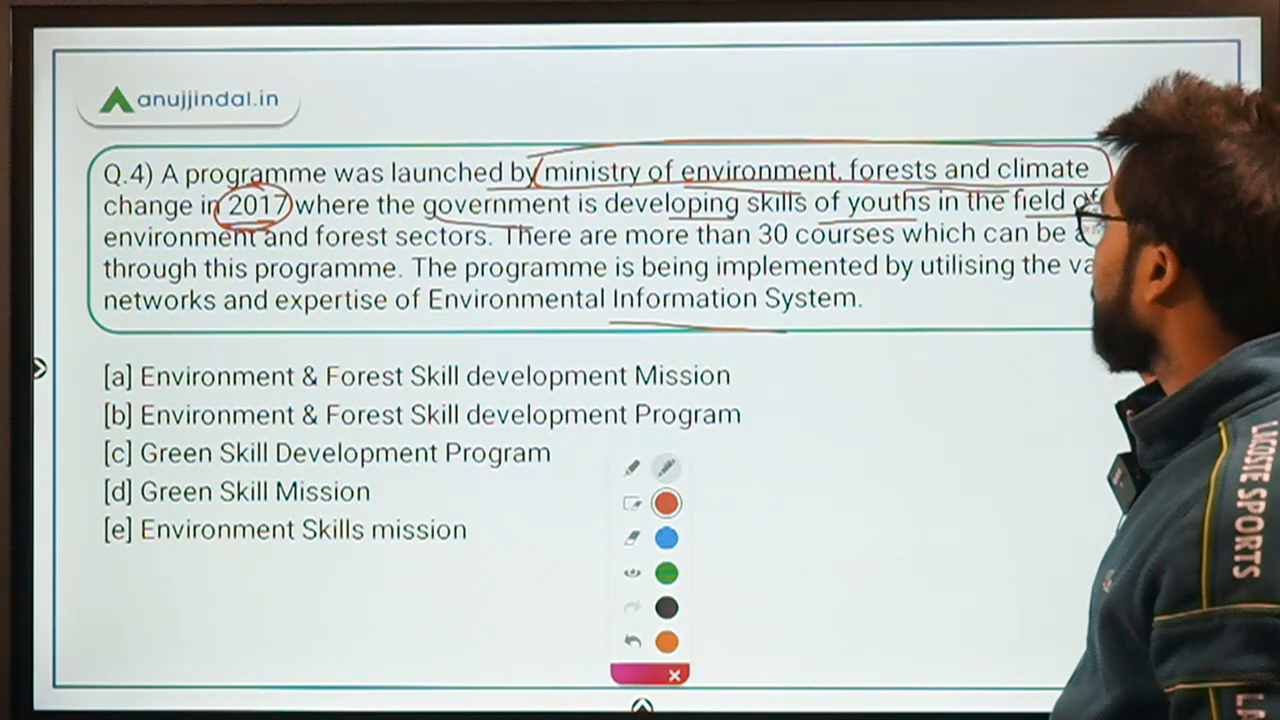 anujjindal.in
Q.4) A programme was launched by ministry of environment, forests and climate
change in 2017 where the government is developing skills of youths in the field of
environment and forest sectors. There are more than 30 courses which can be
through this programme. The programme is being implemented by utilising the
networks and expertise of Environmental Information System.
[a] Environment & Forest Skill development Mission
[b] Environment & Forest Skill development Program
[c] Green Skill Development Program
[d] Green Skill Mission
[e] Environment Skills mission
LACOSTE SPORTS
LA